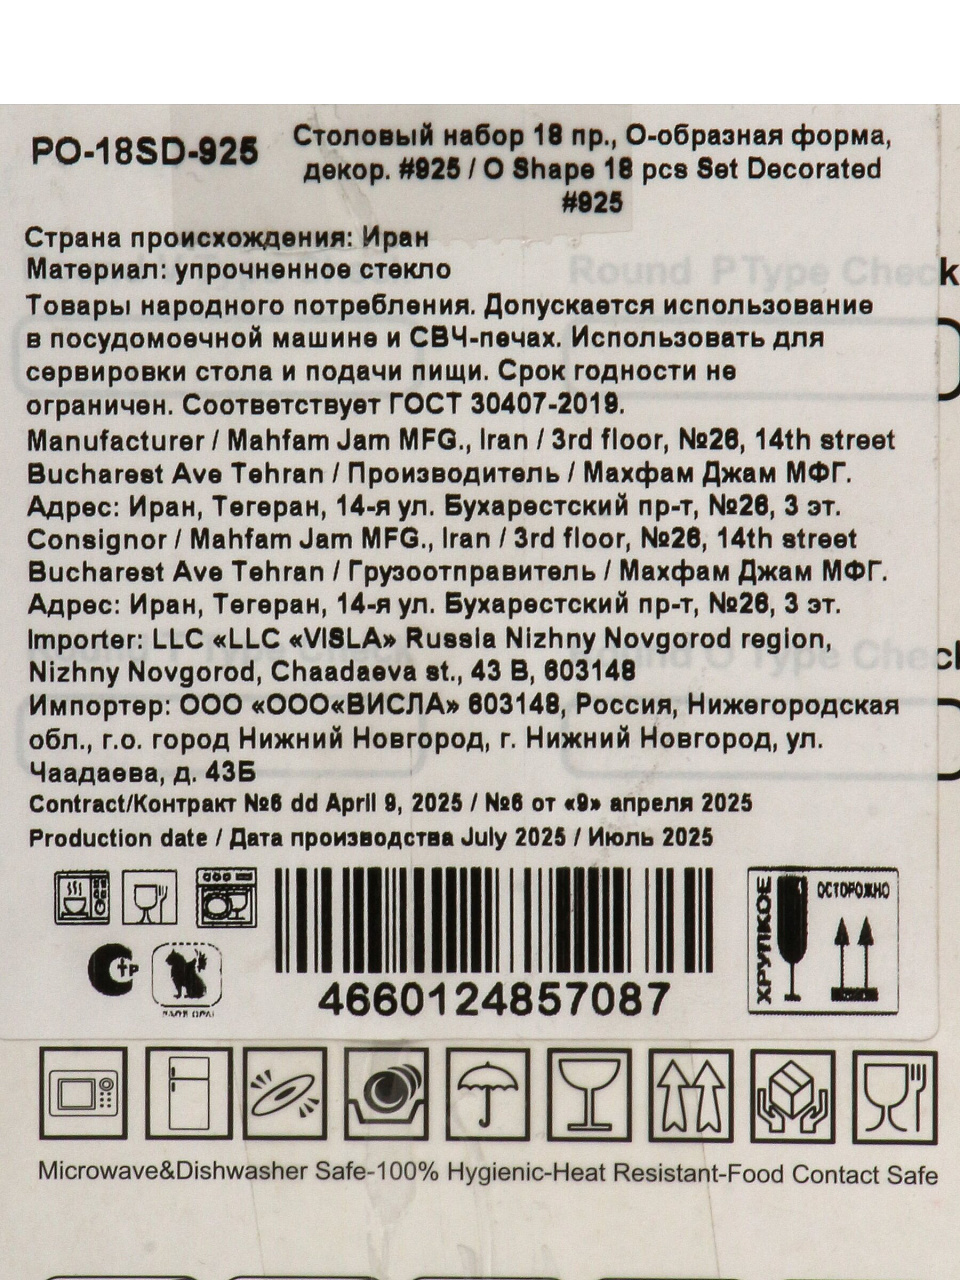 PO-18SD-925
Столовый набор 18 пр., О-образная форма,
декор. #925 / O Shape 18 pcs Set Decorated
#925
Страна происхождения: Иран
Материал: упрочненное стекло
Round P Type Check
Товары народного потребления. Допускается использование
в посудомоечной машине и СВЧ-печах. Использовать для
сервировки стола и подачи пищи. Срок годности не
ограничен. Соответствует ГОСТ 30407-2019.
Manufacturer / Mahfam Jam MFG., Iran / 3rd floor, №26, 14th street
Bucharest Ave Tehran / Производитель / Махфам Джам МФГ.
Адрес: Иран, Тегеран, 14-я ул. Бухарестский пр-т, №26, 3 эт.
Consignor / Mahfam Jam MFG., Iran / 3rd floor, №26, 14th street
Bucharest Ave Tehran / Грузоотправитель / Махфам Джам МФГ.
Адрес: Иран, Тегеран, 14-я ул. Бухарестский пр-т, №26, 3 эт.
Importer: LLC «LLC «VISLA» Russia Nizhny Novgorod region,
Nizhny Novgorod, Chaadaeva st., 43 B, 603148
Round O Type Chec
Импортер: ООО «ООО«ВИСЛА» 603148, Россия, Нижегородская
обл., г.о. город Нижний Новгород, г. Нижний Новгород, ул.
Чаадаева, д. 43Б
Contract/Контракт №6 dd April 9, 2025 / №6 от «9» апреля 2025
Production date / Дата производства July 2025 / Июль 2025
ХРУПКОЕ
ОСТОРОЖНО
4660124857087
Microwave&Dishwasher Safe-100% Hygienic-Heat Resistant-Food Contact Safe